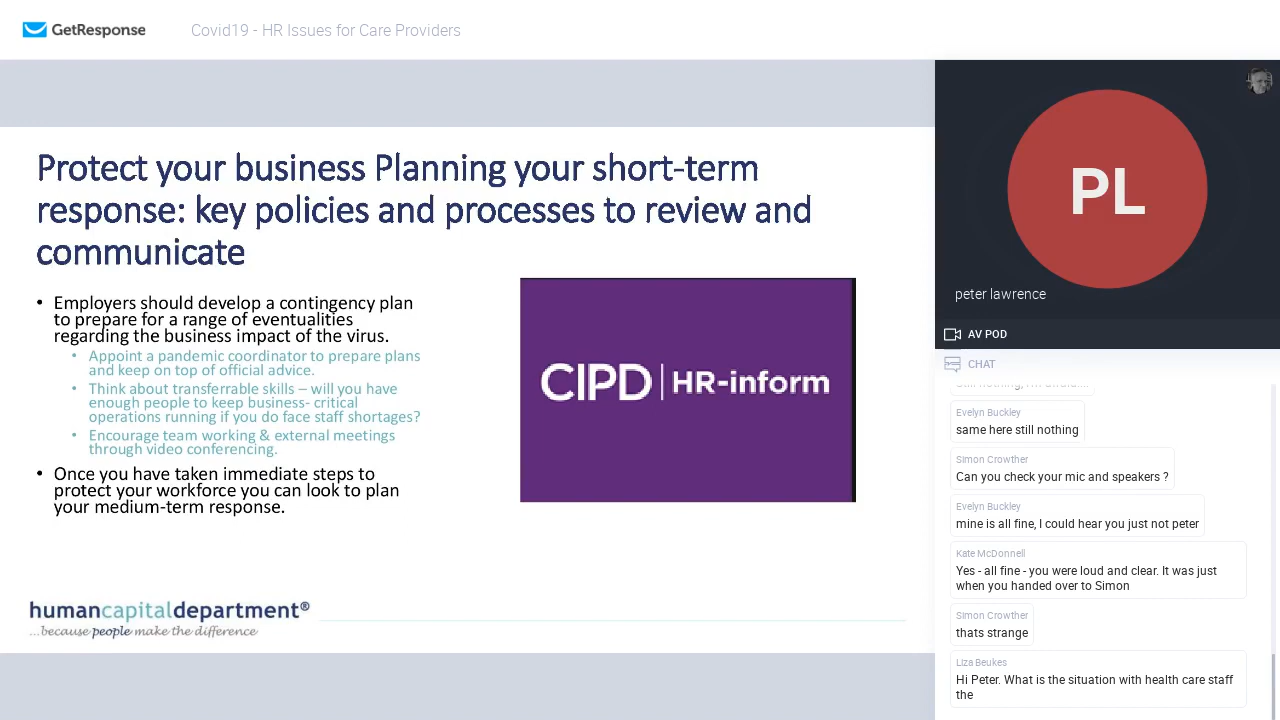 GetResponse
Covid19 - HR Issues for Care Providers
Protect your business Planning your short-term
response: key policies and processes to review and
communicate
• Employers should develop a contingency plan
to prepare for a range of eventualities
regarding the business impact of the virus.
• Appoint a pandemic coordinator to prepare plans
and keep on top of official advice.
• Think about transferrable skills – will you have
enough people to keep business- critical
operations running if you do face staff shortages?
• Encourage team working & external meetings
through video conferencing.
• Once you have taken immediate steps to
protect your workforce you can look to plan
your medium-term response.
CIPD | HR-inform
humancapitaldepartment®
...because people make the difference
PL
peter lawrence
AV POD
CHAT
Evelyn Buckley
same here still nothing
Simon Crowther
Can you check your mic and speakers ?
Evelyn Buckley
mine is all fine, I could hear you just not peter
Kate McDonnell
Yes - all fine - you were loud and clear. It was just
when you handed over to Simon
Simon Crowther
thats strange
Liza Beukes
Hi Peter. What is the situation with health care staff
the